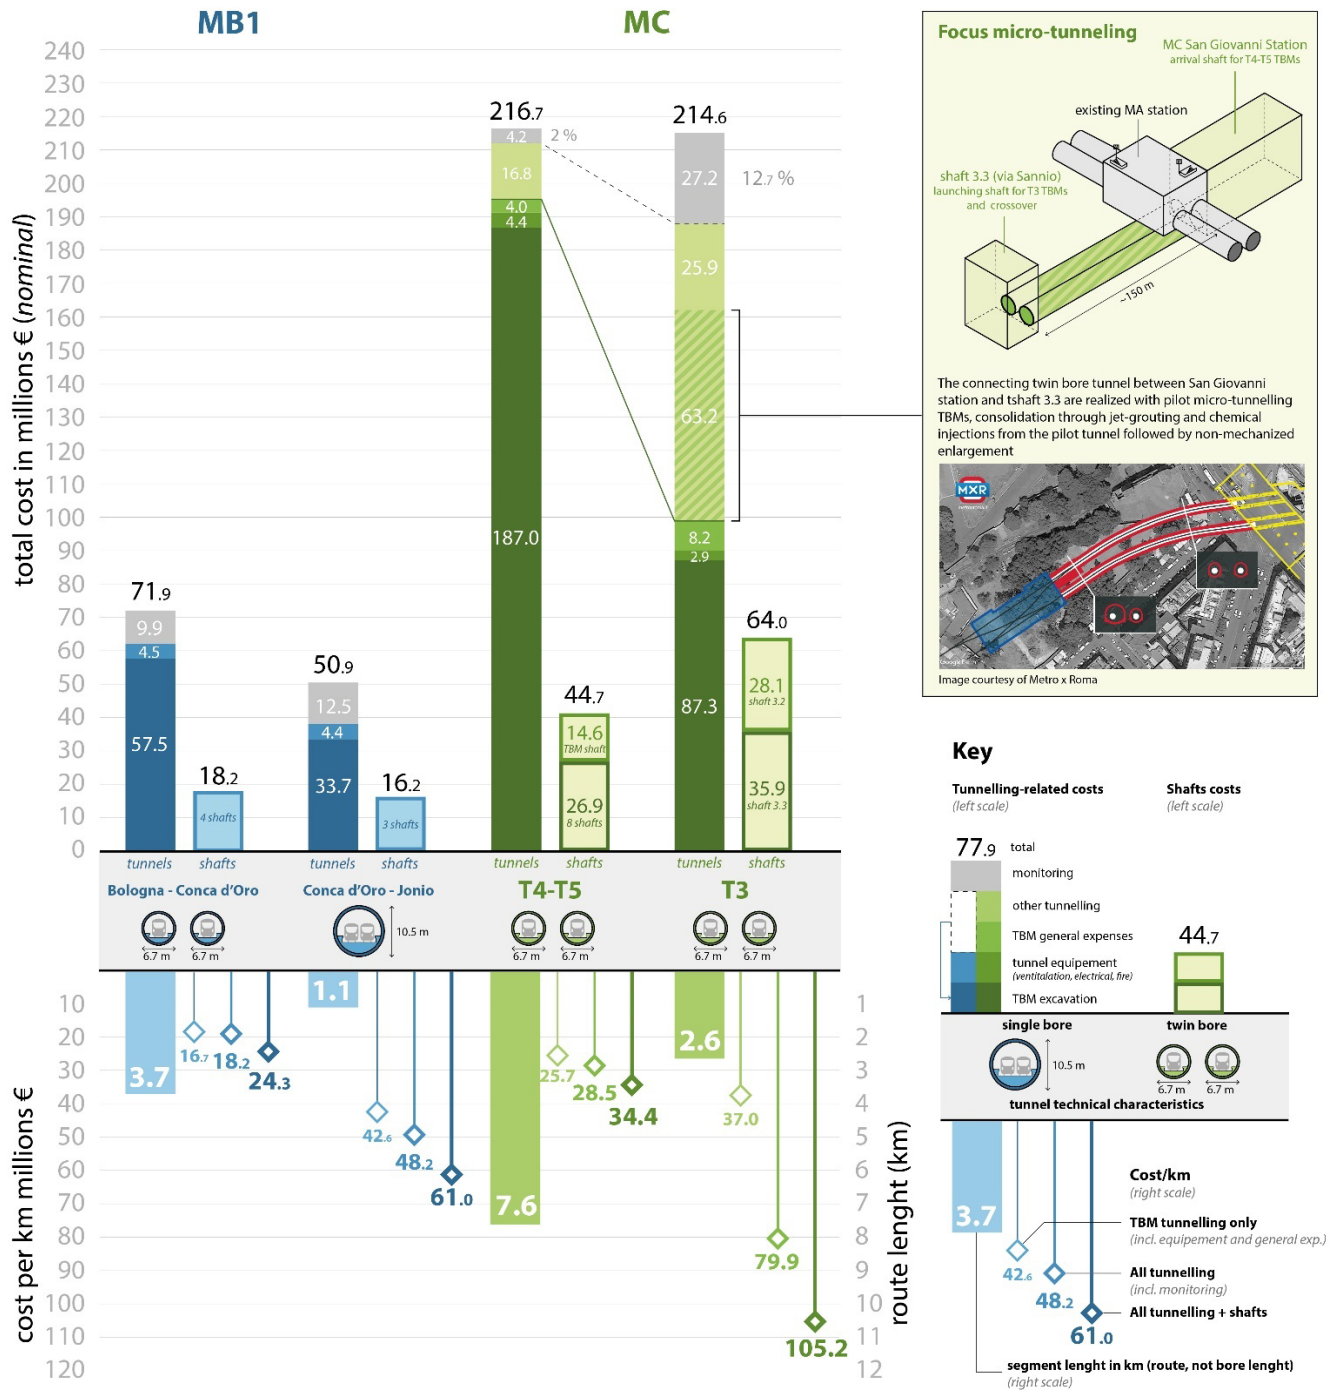 MB1
MC
total cost in millions € (nominal)
240
230
220
210
200
190
180
170
160
150
140
130
120
110
100
90
80
70
60
50
40
30
20
10
0
71.9
9.9
4.5
57.5
18.2
4 shafts
50.9
12.5
4.4
33.7
16.2
3 shafts
216.7
4.2
2 %
16.8
4.0
4.4
187.0
44.7
14.6
TBM shaft
26.9
8 shafts
214.6
27.2
12.7 %
25.9
63.2
8.2
2.9
87.3
64.0
28.1
shaft 3.2
35.9
shaft 3.3
tunnels shafts
tunnels shafts
tunnels shafts
tunnels shafts
Bologna - Conca d'Oro
Conca d'Oro - Jonio
T4-T5
T3
6.7 m 6.7 m
10.5 m
6.7 m 6.7 m
6.7 m 6.7 m
cost per km millions €
10
20
30
40
50
60
70
80
90
100
110
120
3.7
16.7
18.2
24.3
1.1
42.6
48.2
61.0
7.6
25.7
28.5
34.4
2.6
37.0
79.9
105.2
1
2
3
4
5
6
7
8
9
10
11
12
route lenght (km)
Focus micro-tunneling
MC San Giovanni Station
arrival shaft for T4-T5 TBMs
existing MA station
shaft 3.3 (via Sannio)
launching shaft for T3 TBMs
and crossover
~150 m
The connecting twin bore tunnel between San Giovanni
station and tshaft 3.3 are realized with pilot micro-tunnelling
TBMs, consolidation through jet-grouting and chemical
injections from the pilot tunnel followed by non-mechanized
enlargement
MXR
Image courtesy of Metro x Roma
Key
Tunnelling-related costs
(left scale)
Shafts costs
(left scale)
77.9
total
monitoring
other tunnelling
TBM general expenses
tunnel equipement
(ventitalation, electrical, fire)
TBM excavation
44.7
single bore
twin bore
10.5 m
6.7 m 6.7 m
tunnel technical characteristics
3.7
42.6
48.2
61.0
Cost/km
(right scale)
TBM tunnelling only
(incl. equipement and general exp.)
All tunnelling
(incl. monitoring)
All tunnelling + shafts
segment lenght in km (route, not bore lenght)
(right scale)